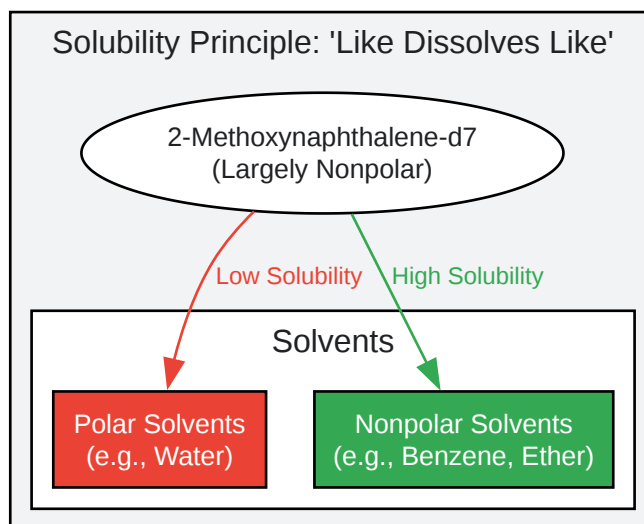 Solubility Principle: 'Like Dissolves Like'
2-Methoxynaphthalene-d7
(Largely Nonpolar)
Low Solubility
High Solubility
Solvents
Polar Solvents
(e.g., Water)
Nonpolar Solvents
(e.g., Benzene, Ether)